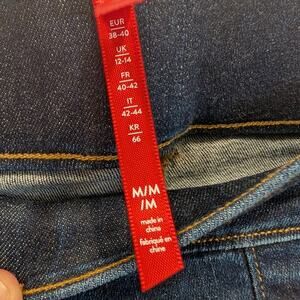 EUR
38-40
UK
12-14
FR
40-42
IT
42-44
KR
66
M/M
/M
made in
china
fabriqué en
chine